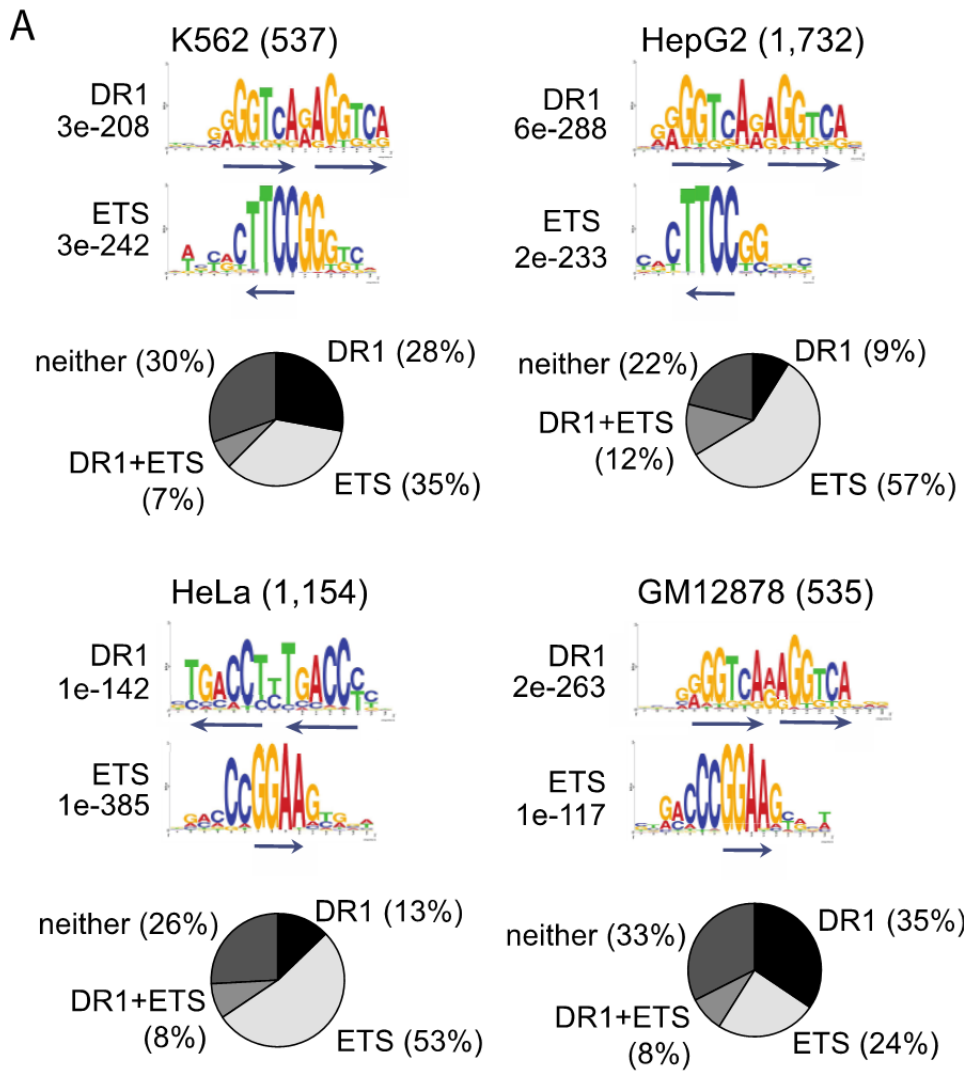 A
K562 (537)
DR1
3e-208
ETS
3e-242
neither (30%)
DR1 (28%)
DR1+ETS
(7%)
ETS (35%)
HepG2 (1,732)
DR1
6e-288
ETS
2e-233
neither (22%)
DR1 (9%)
DR1+ETS
(12%)
ETS (57%)
HeLa (1,154)
DR1
1e-142
ETS
1e-385
neither (26%)
DR1 (13%)
DR1+ETS
(8%)
ETS (53%)
GM12878 (535)
DR1
2e-263
ETS
1e-117
neither (33%)
DR1 (35%)
DR1+ETS
(8%)
ETS (24%)